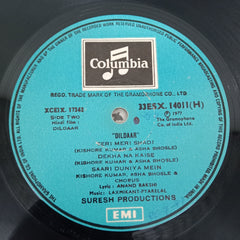 Columbia
REGD. TRADE MARK OF THE GRAMOPHONE CO., LTD
XCEIX. 17342
33ESX. 14011(H)
SIDE TWO
Hindi film:
DILDAAR
℗ 1977
The Gramophone
Co. of India Ltd.
"DILDAAR"
TERI MERI SHADI
(KISHORE KUMAR & ASHA BHOSLE)
DEKHA NA KAISE
(KISHORE KUMAR & ASHA BHOSLE)
SAARI DUNIYA MEIN
(KISHORE KUMAR, ASHA BHOSLE &
CHORUS)
Lyric : ANAND BAKSHI
Music : LAXMIKANT-PYARELAL
SURESH PRODUCTIONS
EMI